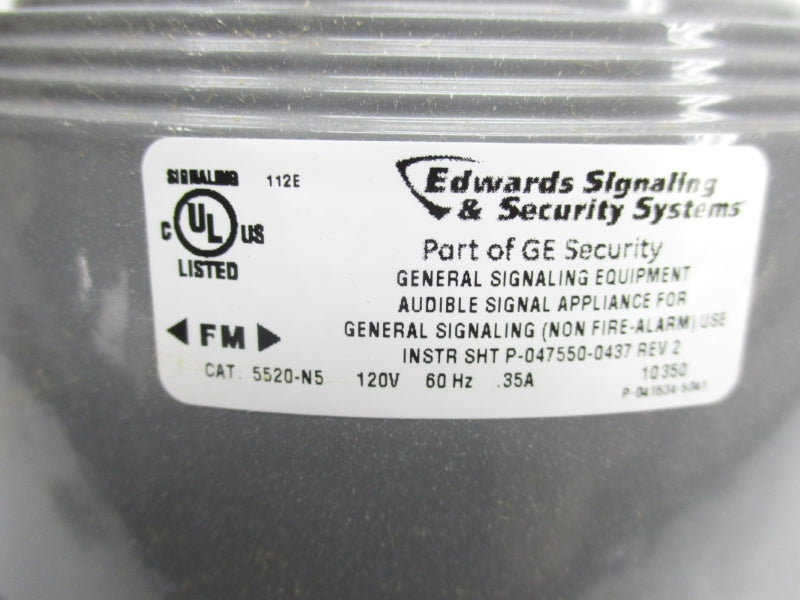 SIGNALING 112E
C UL US
LISTED
FM
Edwards Signaling
& Security Systems
Part of GE Security
GENERAL SIGNALING EQUIPMENT
AUDIBLE SIGNAL APPLIANCE FOR
GENERAL SIGNALING (NON FIRE-ALARM) USE
INSTR SHT P-047550-0437 REV 2
CAT: 5520-N5 120V 60 Hz .35A 10350